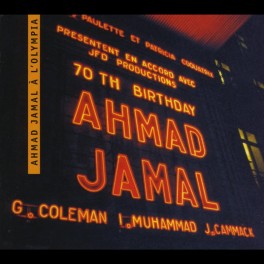 AHMAD JAMAL À L'OLYMPIA
PAULETTE ET PATRICIA COQUATRIX
PRESENTENT EN ACCORD AVEC
JFD PRODUCTIONS
70 TH BIRTHDAY
AHMAD
JAMAL
G. COLEMAN I. MUHAMMAD J. CAMMACK